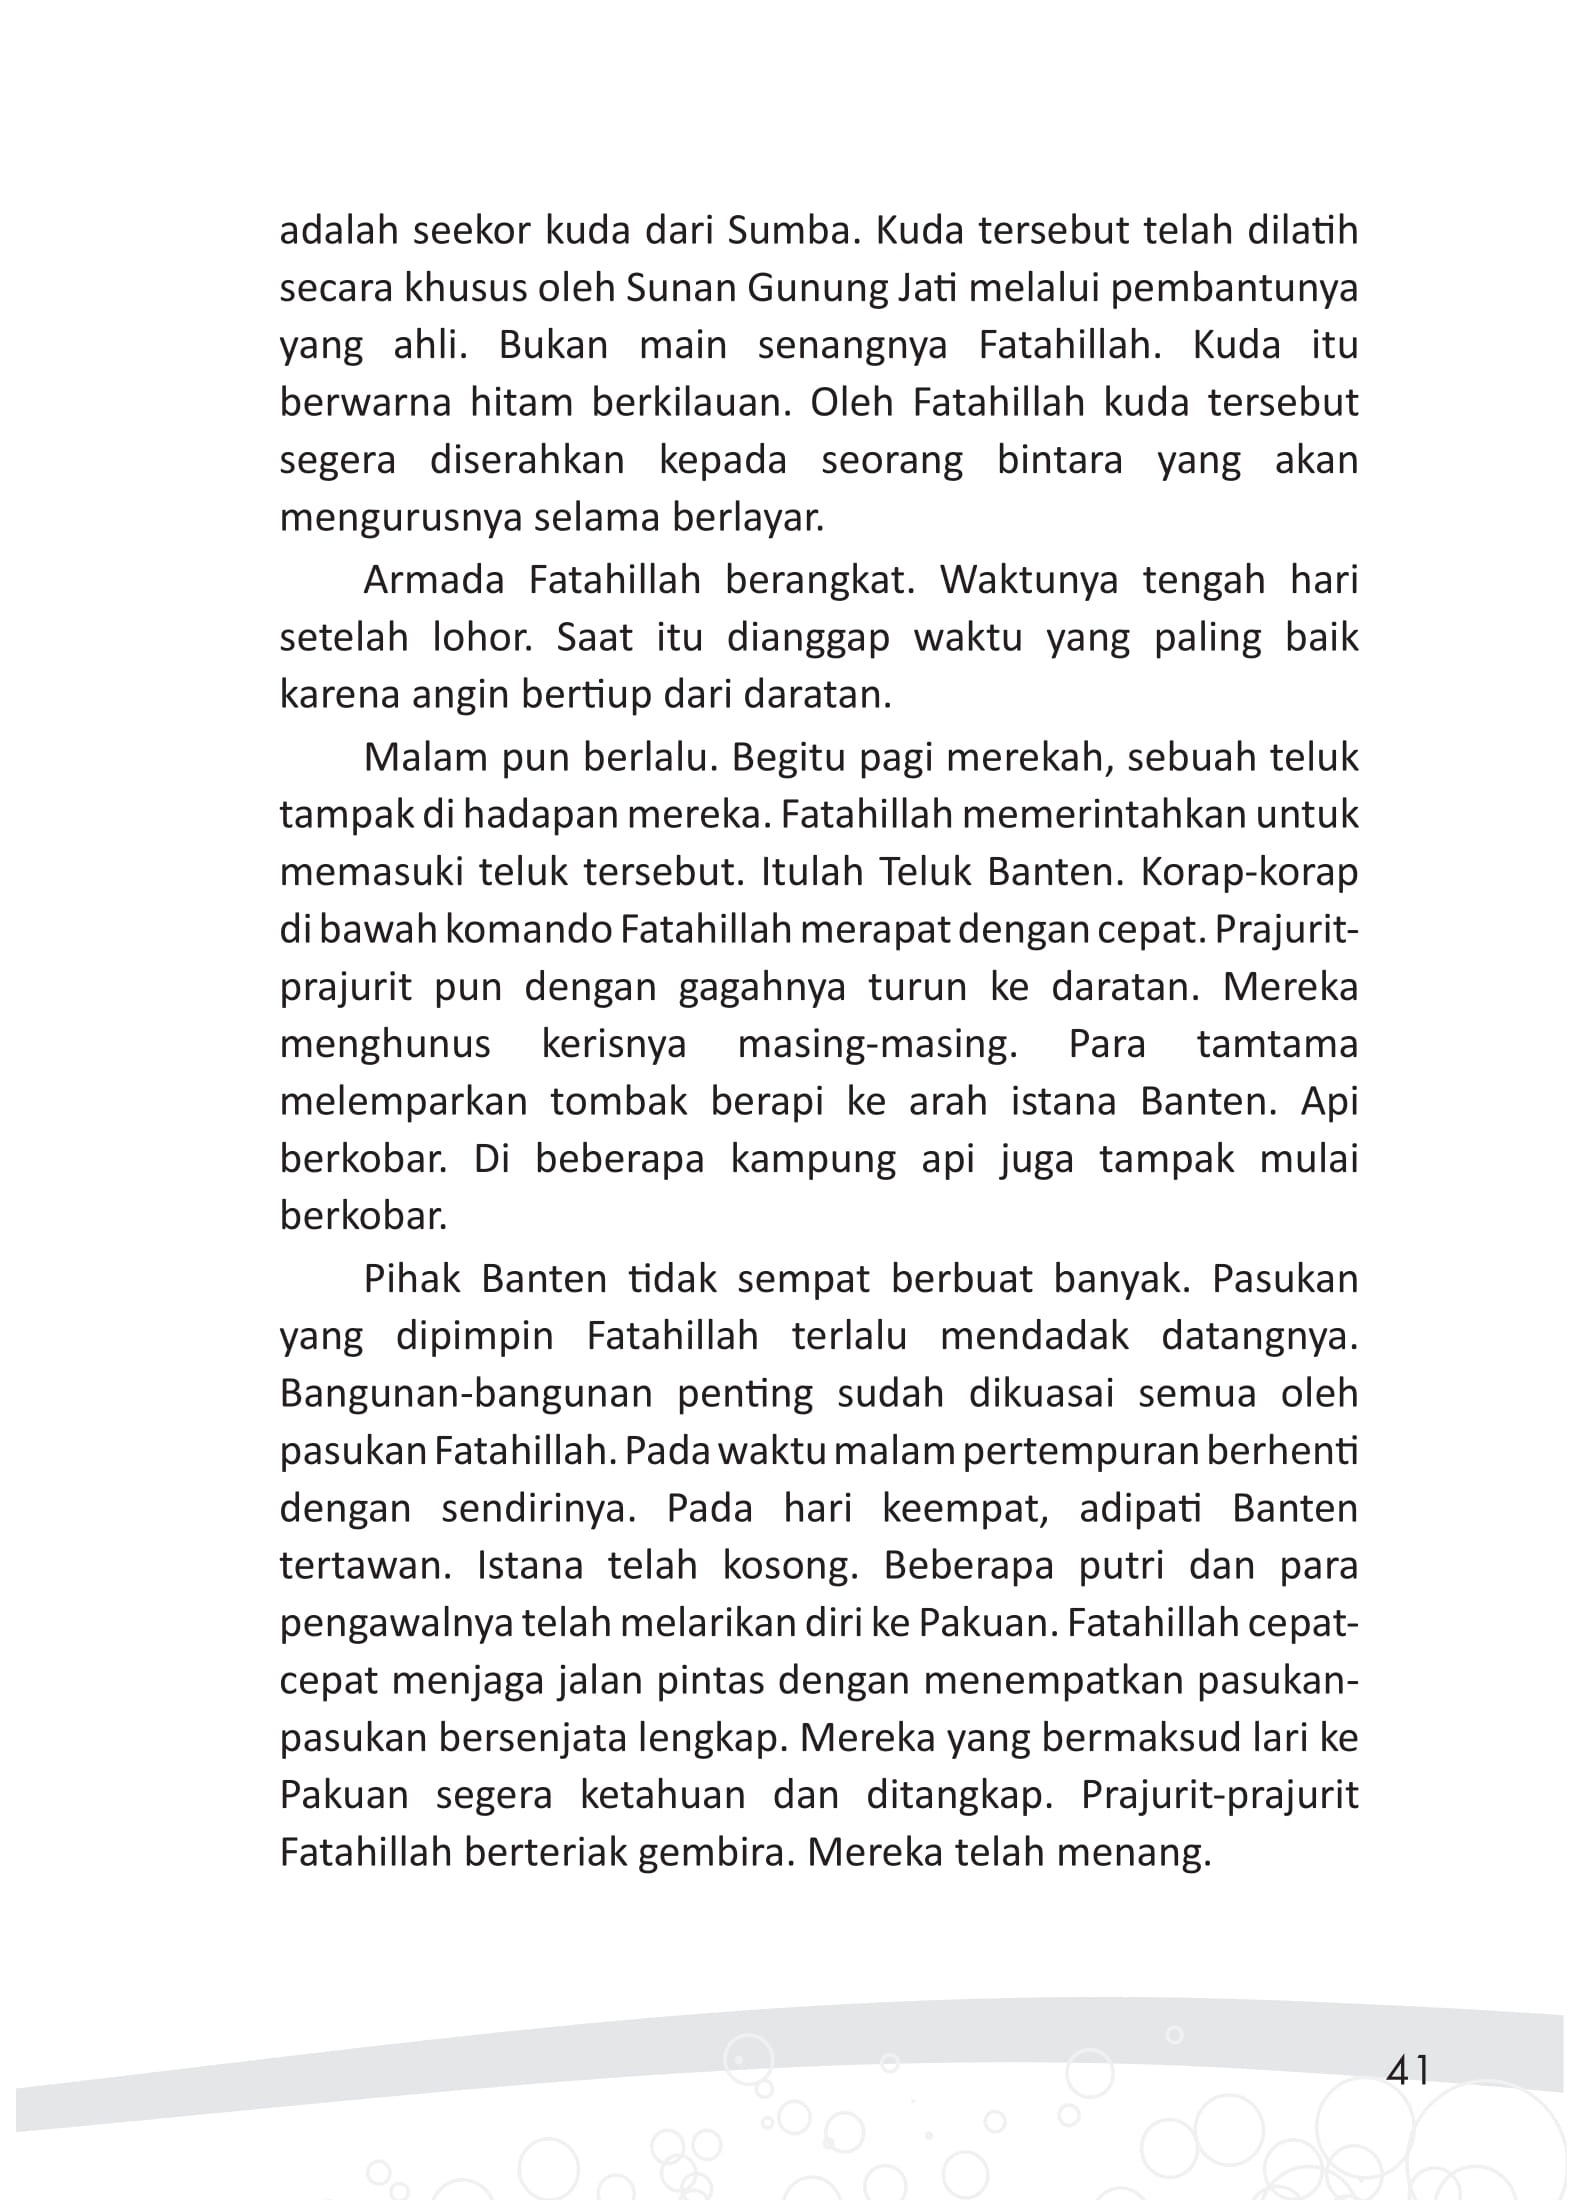 adalah seekor kuda dari Sumba. Kuda tersebut telah dilatih
secara khusus oleh Sunan Gunung Jati melalui pembantunya
yang ahli. Bukan main senangnya Fatahillah. Kuda itu
berwarna hitam berkilauan. Oleh Fatahillah kuda tersebut
segera diserahkan kepada seorang bintara yang akan
mengurusnya selama berlayar.
Armada Fatahillah berangkat. Waktunya tengah hari
setelah lohor. Saat itu dianggap waktu yang paling baik
karena angin bertiup dari daratan.
Malam pun berlalu. Begitu pagi merekah, sebuah teluk
tampak di hadapan mereka. Fatahillah memerintahkan untuk
memasuki teluk tersebut. Itulah Teluk Banten. Korap-korap
di bawah komando Fatahillah merapat dengan cepat. Prajurit-
prajurit pun dengan gagahnya turun ke daratan. Mereka
menghunus kerisnya masing-masing. Para tamtama
melemparkan tombak berapi ke arah istana Banten. Api
berkobar. Di beberapa kampung api juga tampak mulai
berkobar.
Pihak Banten tidak sempat berbuat banyak. Pasukan
yang dipimpin Fatahillah terlalu mendadak datangnya.
Bangunan-bangunan penting sudah dikuasai semua oleh
pasukan Fatahillah. Pada waktu malam pertempuran berhenti
dengan sendirinya. Pada hari keempat, adipati Banten
tertawan. Istana telah kosong. Beberapa putri dan para
pengawalnya telah melarikan diri ke Pakuan. Fatahillah cepat-
cepat menjaga jalan pintas dengan menempatkan pasukan-
pasukan bersenjata lengkap. Mereka yang bermaksud lari ke
Pakuan segera ketahuan dan ditangkap. Prajurit-prajurit
Fatahillah berteriak gembira. Mereka telah menang.
41